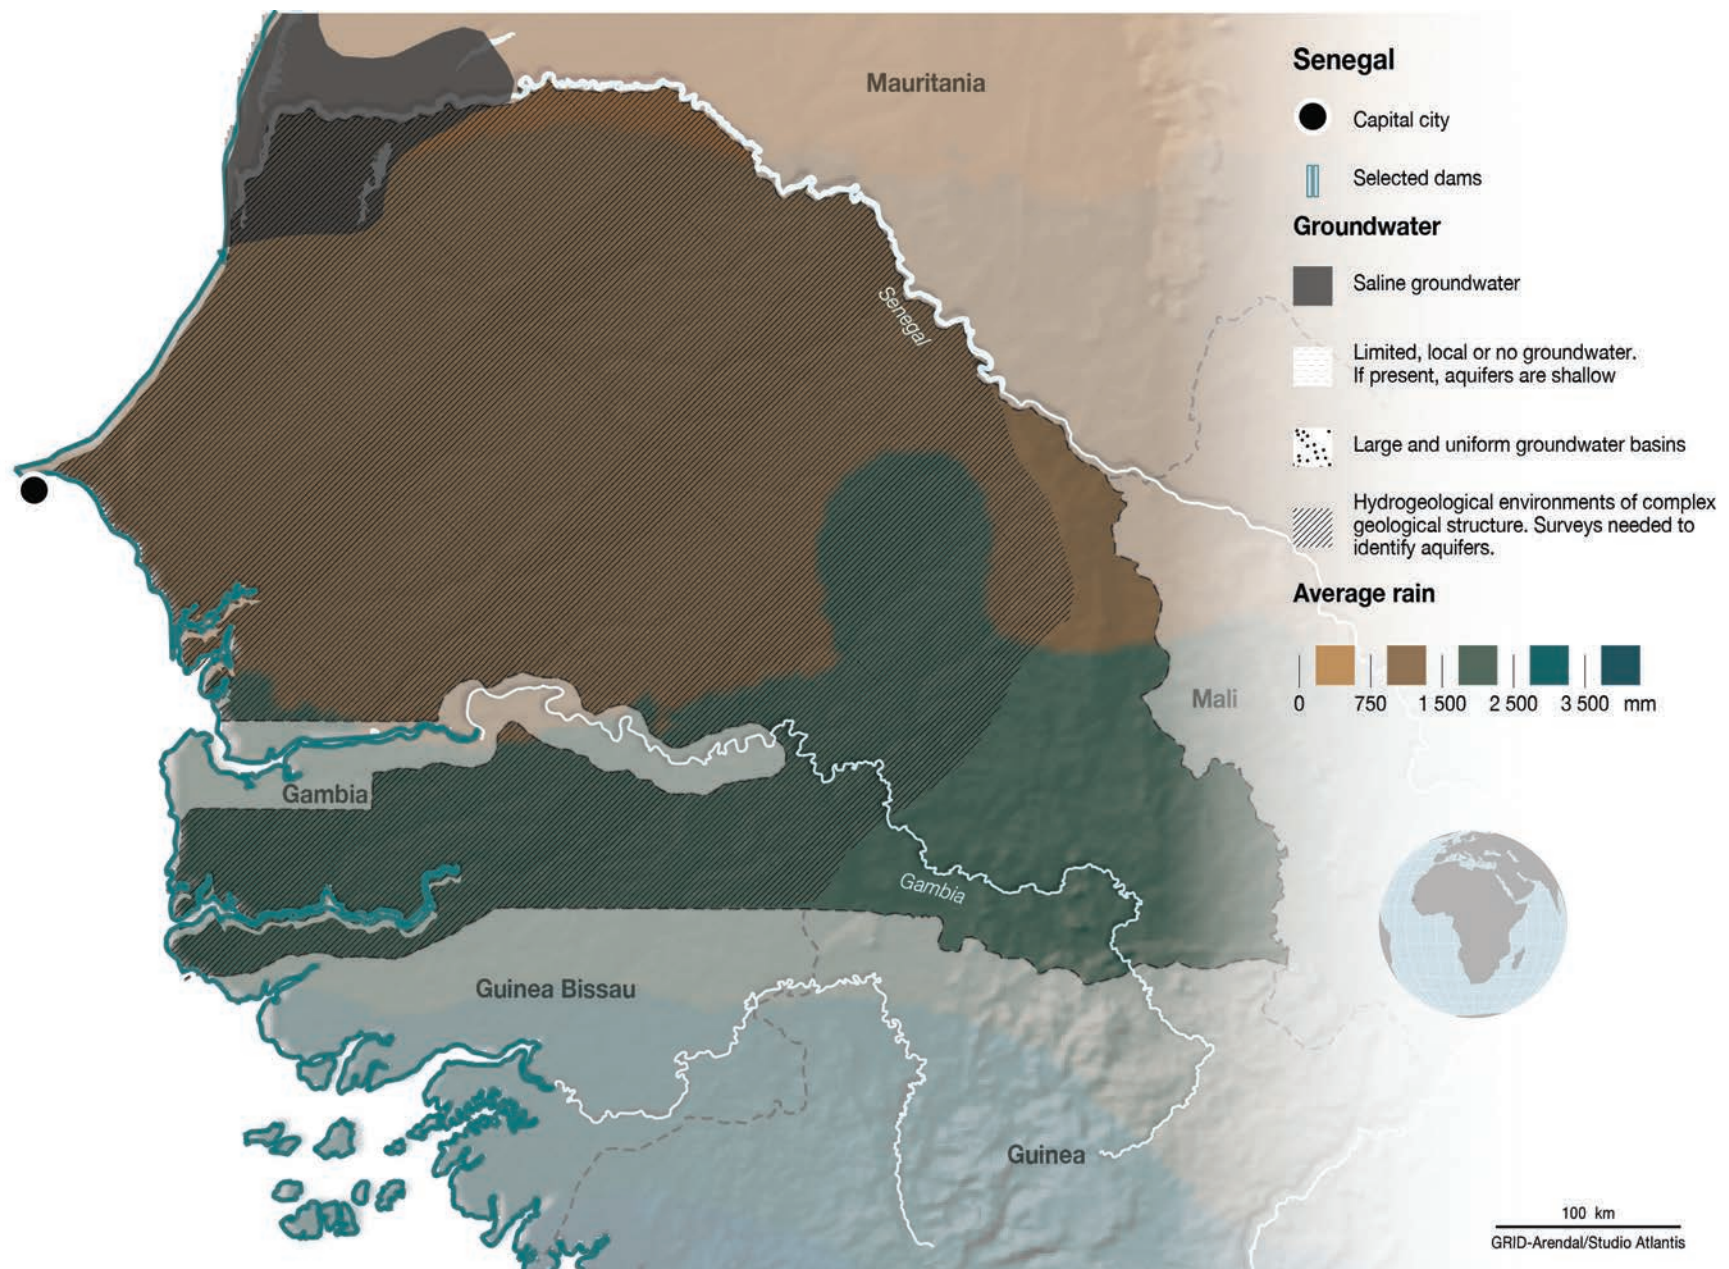 Mauritania
Senegal
Gambia
Gambia
Mali
Guinea Bissau
Guinea
Senegal
Capital city
Selected dams
Groundwater
Saline groundwater
Limited, local or no groundwater.
If present, aquifers are shallow
Large and uniform groundwater basins
Hydrogeological environments of complex
geological structure. Surveys needed to
identify aquifers.
Average rain
0 750 1 500 2 500 3 500 mm
100 km
GRID-Arendal/Studio Atlantis